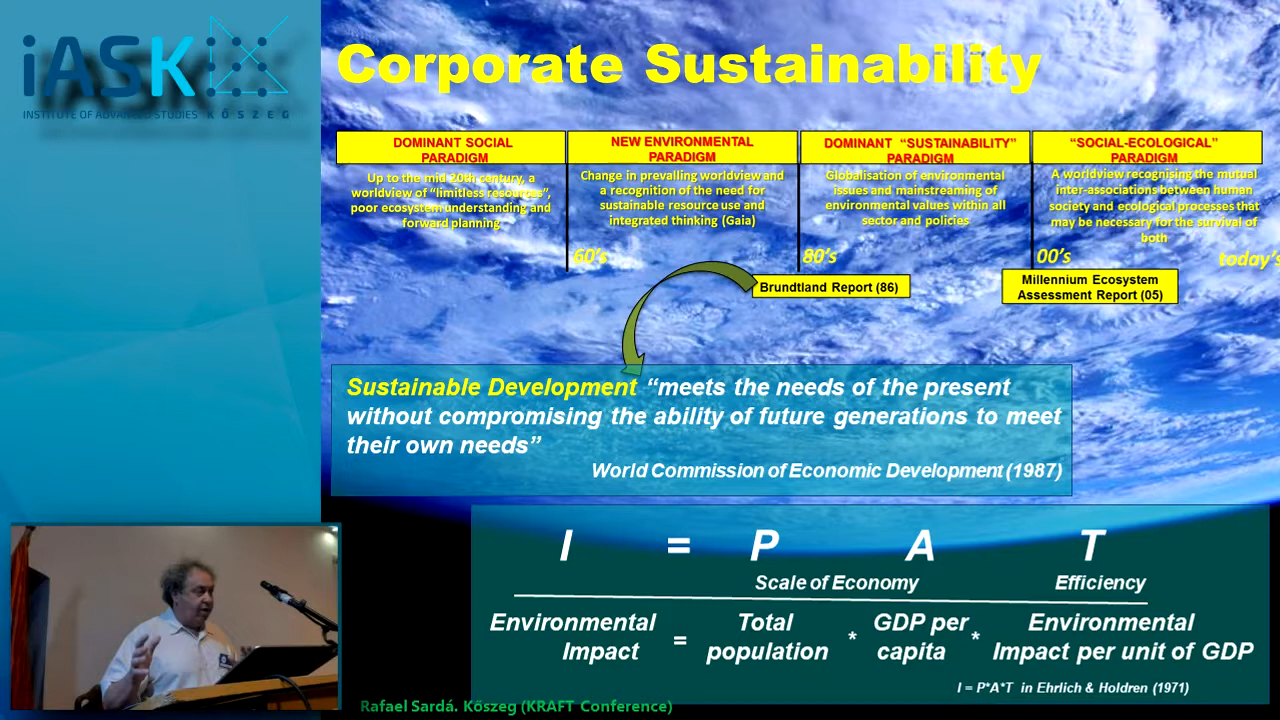 iASK
INSTITUTE OF ADVANCED STUDIES KŐSZEG
Corporate Sustainability
DOMINANT SOCIAL
PARADIGM
Up to the mid 20th century, a
worldview of “limitless resources”,
poor ecosystem understanding and
forward planning
NEW ENVIRONMENTAL
PARADIGM
Change in prevailing worldview and
a recognition of the need for
sustainable resource use and
integrated thinking (Gaia)
DOMINANT “SUSTAINABILITY”
PARADIGM
Globalisation of environmental
issues and mainstreaming of
environmental values within all
sector and policies
“SOCIAL-ECOLOGICAL”
PARADIGM
A worldview recognising the mutual
inter-associations between human
society and ecological processes that
may be necessary for the survival of
both
60’s
80’s
00’s
today’s
Brundtland Report (86)
Millennium Ecosystem
Assessment Report (05)
Sustainable Development “meets the needs of the present
without compromising the ability of future generations to meet
their own needs”
World Commission of Economic Development (1987)
I = P A T
Scale of Economy Efficiency
Environmental
Impact
=
Total
population
*
GDP per
capita
*
Environmental
Impact per unit of GDP
I = P*A*T in Ehrlich & Holdren (1971)
Rafael Sardá. Kőszeg (KRAFT Conference)